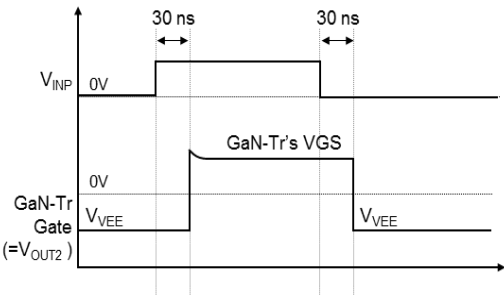 30 ns
30 ns
V_INP
0V
GaN-Tr's VGS
0V
GaN-Tr
Gate
(=V_OUT2 )
V_VEE
V_VEE